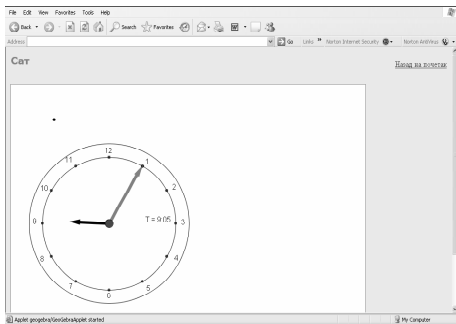 File Edit View Favorites Tools Help
Back Search Favorites
Address Go Links » Norton Internet Security Norton AntiVirus
Сат
Назад на почетак
12
11 1
10 2
0 T = 9:05 3
8 4
7 5
0
Applet geogebra/GeoGebraApplet started My Computer